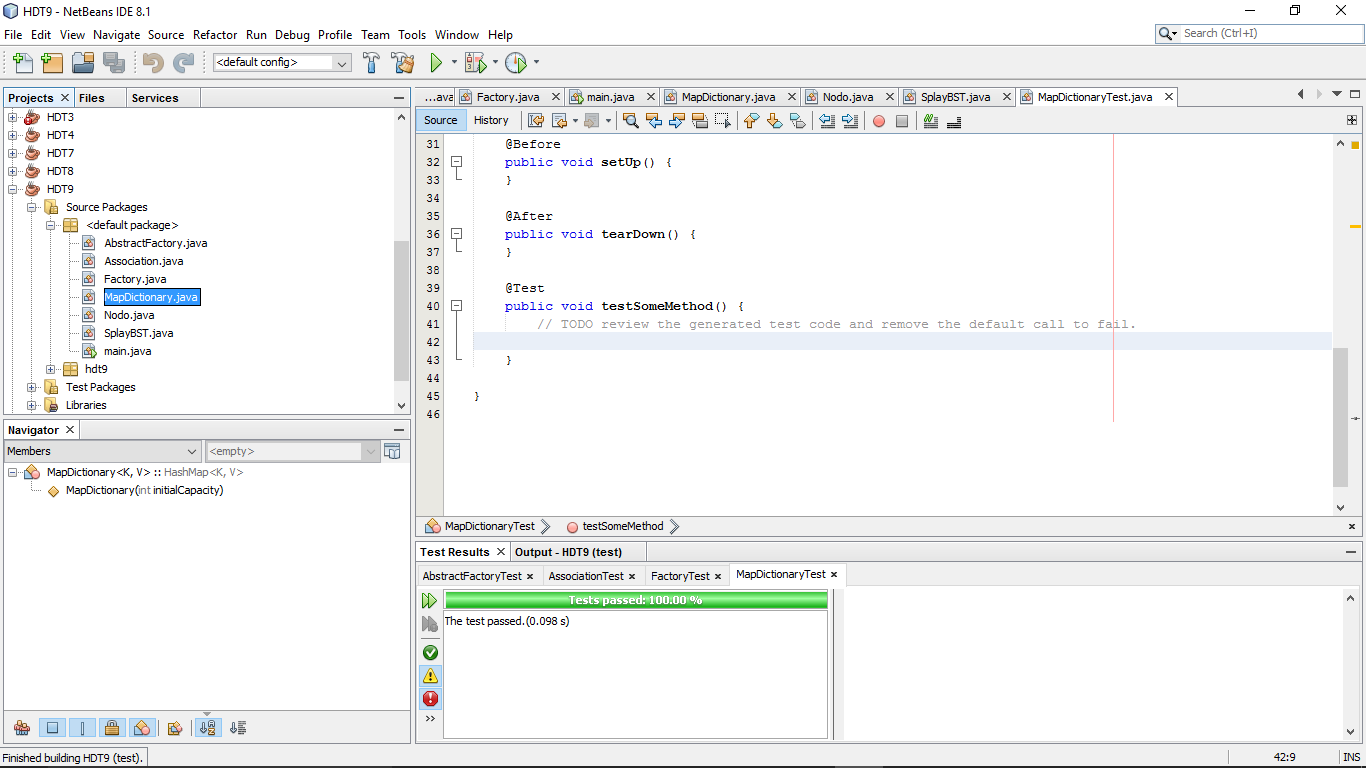 HDT9 - NetBeans IDE 8.1
File Edit View Navigate Source Refactor Run Debug Profile Team Tools Window Help
Search (Ctrl+I)
<default config>
Projects Files Services
HDT3
HDT4
HDT7
HDT8
HDT9
Source Packages
<default package>
AbstractFactory.java
Association.java
Factory.java
MapDictionary.java
Nodo.java
SplayBST.java
main.java
hdt9
Test Packages
Libraries
Navigator
Members <empty>
MapDictionary<K, V> :: HashMap<K, V>
MapDictionary(int initialCapacity)
...ava Factory.java main.java MapDictionary.java Nodo.java SplayBST.java MapDictionaryTest.java
Source History
31 @Before
32 public void setUp() {
33 }
34
35 @After
36 public void tearDown() {
37 }
38
39 @Test
40 public void testSomeMethod() {
41 // TODO review the generated test code and remove the default call to fail.
42
43 }
44
45 }
46
MapDictionaryTest testSomeMethod
Test Results Output - HDT9 (test)
AbstractFactoryTest AssociationTest FactoryTest MapDictionaryTest
Tests passed: 100.00 %
The test passed.(0.098 s)
Finished building HDT9 (test). 42:9 INS